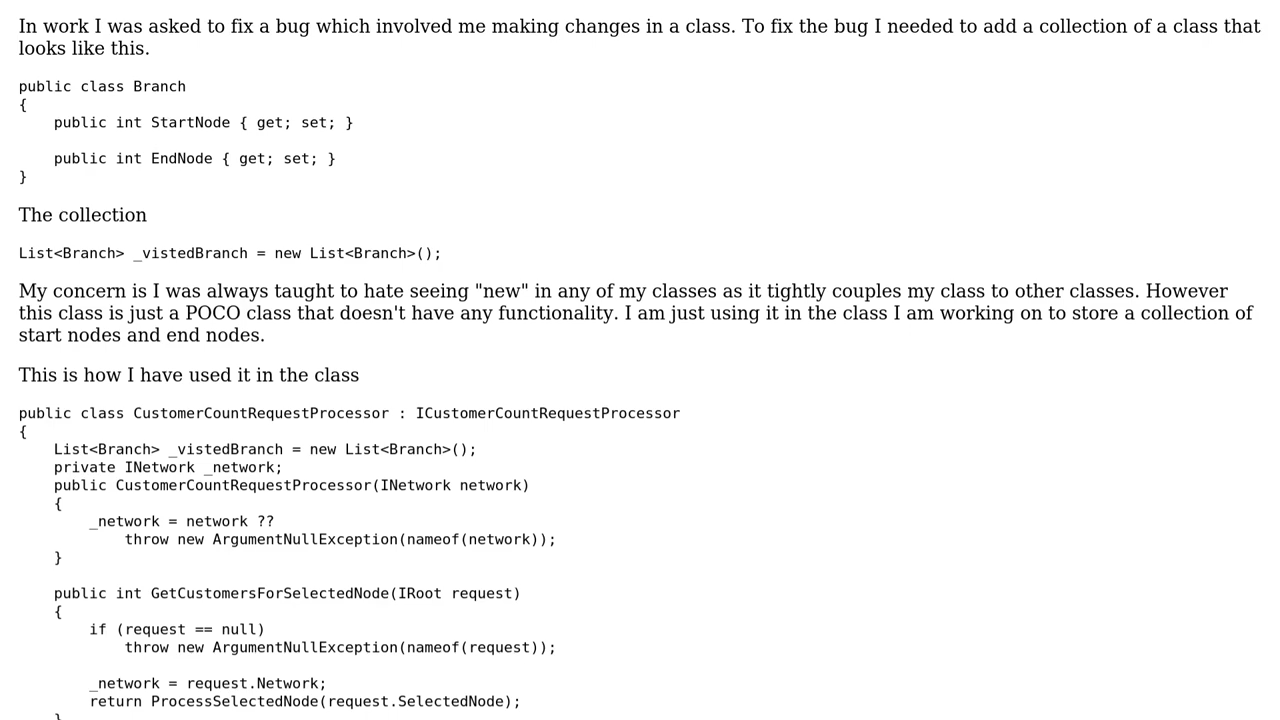 In work I was asked to fix a bug which involved me making changes in a class. To fix the bug I needed to add a collection of a class that
looks like this.
public class Branch
{
    public int StartNode { get; set; }
    public int EndNode { get; set; }
}
The collection
List<Branch> _vistedBranch = new List<Branch>();
My concern is I was always taught to hate seeing "new" in any of my classes as it tightly couples my class to other classes. However
this class is just a POCO class that doesn't have any functionality. I am just using it in the class I am working on to store a collection of
start nodes and end nodes.
This is how I have used it in the class
public class CustomerCountRequestProcessor : ICustomerCountRequestProcessor
{
    List<Branch> _vistedBranch = new List<Branch>();
    private INetwork _network;
    public CustomerCountRequestProcessor(INetwork network)
    {
        _network = network ??
            throw new ArgumentNullException(nameof(network));
    }
    public int GetCustomersForSelectedNode(IRoot request)
    {
        if (request == null)
            throw new ArgumentNullException(nameof(request));
        _network = request.Network;
        return ProcessSelectedNode(request.SelectedNode);
    }